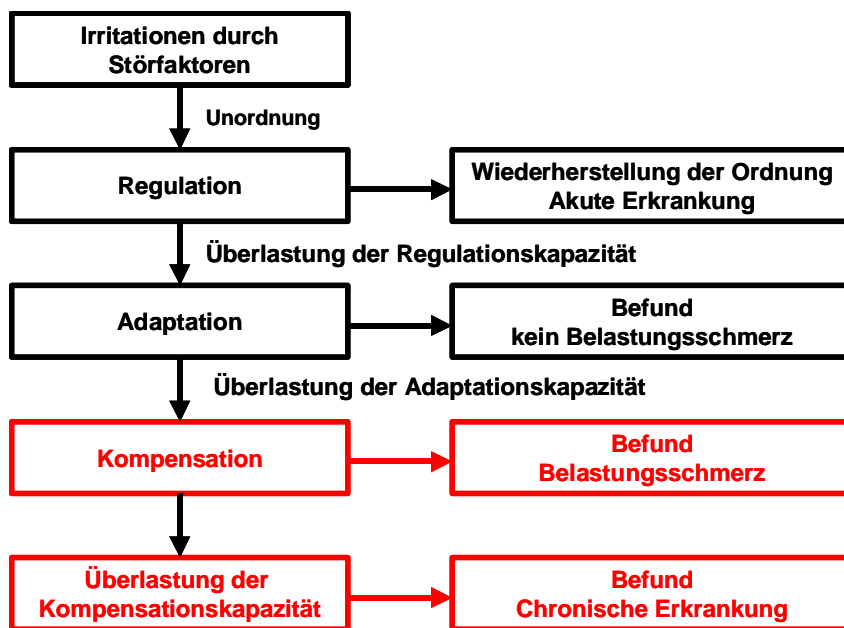 Irritationen durch
Störfaktoren
Unordnung
Regulation
Wiederherstellung der Ordnung
Akute Erkrankung
Überlastung der Regulationskapazität
Adaptation
Befund
kein Belastungsschmerz
Überlastung der Adaptationskapazität
Kompensation
Befund
Belastungsschmerz
Überlastung der
Kompensationskapazität
Befund
Chronische Erkrankung